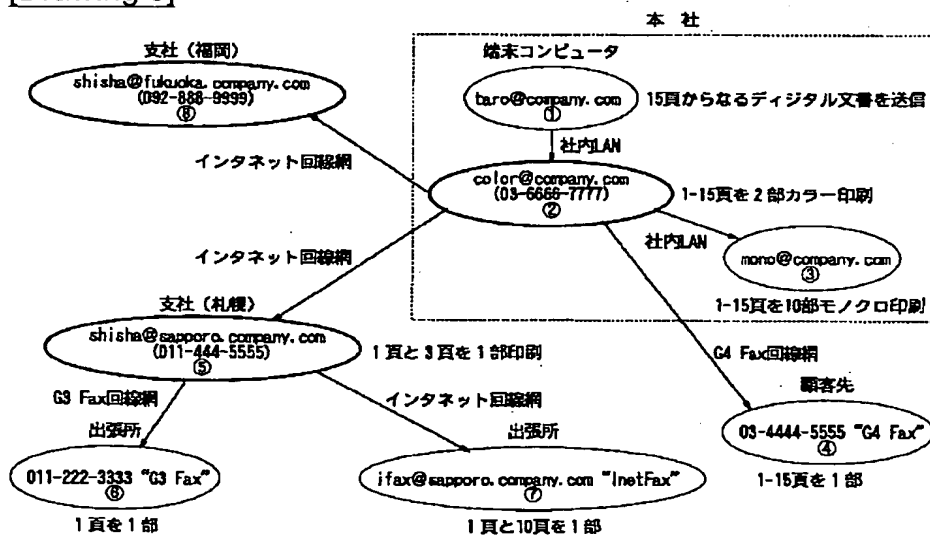 本 社
支社（福岡）
shisha@fukuoka.company.com
(092-888-9999)
⑧
端末コンピュータ
taro@company.com
①
15頁からなるディジタル文書を送信
社内LAN
インタネット回線網
color@company.com
(03-6666-7777)
②
1-15頁を2部カラー印刷
社内LAN
mono@company.com
③
1-15頁を10部モノクロ印刷
インタネット回線網
支社（札幌）
shisha@sapporo.company.com
(011-444-5555)
⑤
1頁と3頁を1部印刷
G4 Fax回線網
顧客先
03-4444-5555 "G4 Fax"
④
1-15頁を1部
G3 Fax回線網
インタネット回線網
出張所
011-222-3333 "G3 Fax"
⑥
1頁を1部
出張所
ifax@sapporo.company.com "InetFax"
⑦
1頁と10頁を1部